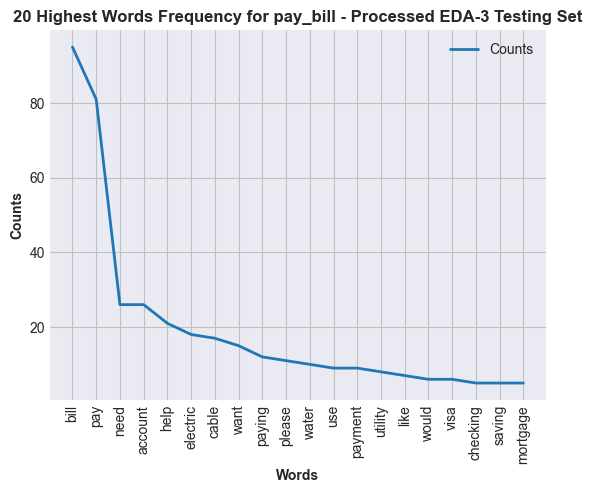 20 Highest Words Frequency for pay_bill - Processed EDA-3 Testing Set
Counts
80
60
40
20
Counts
bill
pay
need
account
help
electric
cable
want
paying
please
water
use
payment
utility
like
would
visa
checking
saving
mortgage
Words